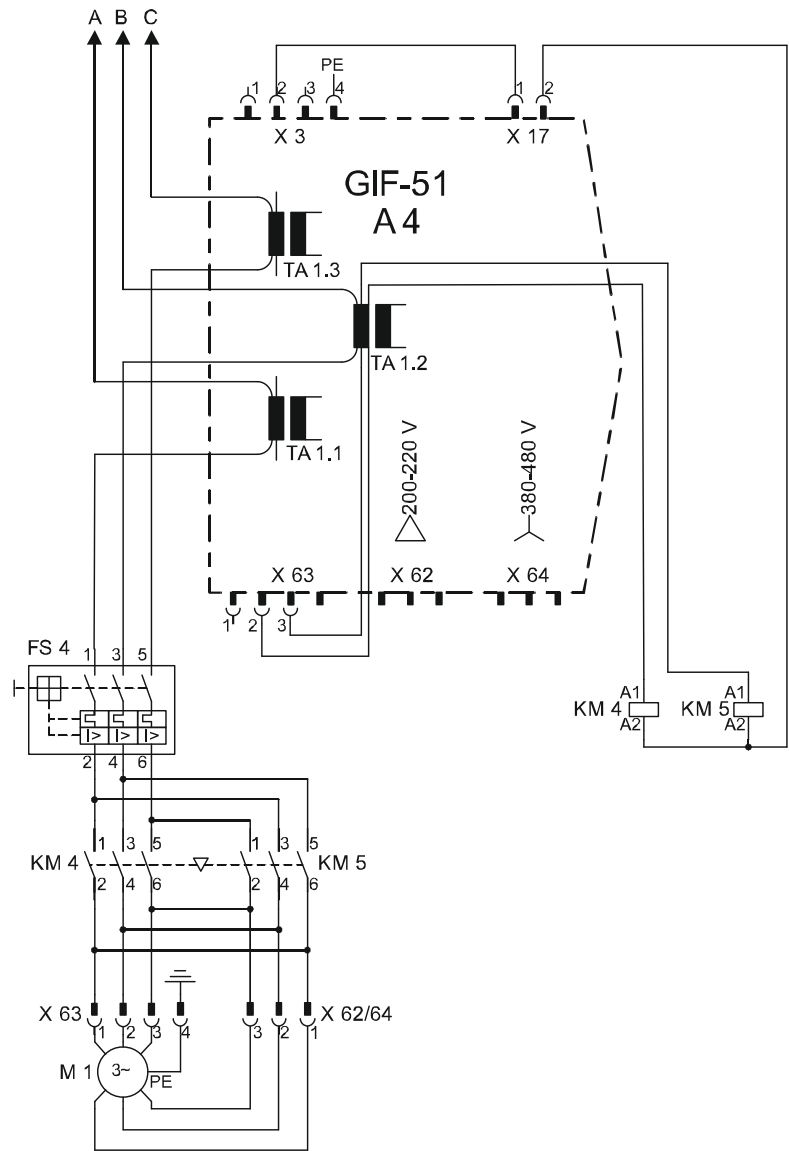 A B C
PE
1 2 3 4 1 2
X 3 X 17
GIF-51
A 4
TA 1.3
TA 1.2
TA 1.1
200-220 V 380-480 V
X 63 X 62 X 64
1 2 3
FS 4 1 3 5
I> I> I>
2 4 6
A1 A1
KM 4 KM 5
A2 A2
1 3 5 1 3 5
KM 4 KM 5
2 4 6 2 4 6
X 63 X 62/64
1 2 3 4 3 2 1
M 1 3~ PE